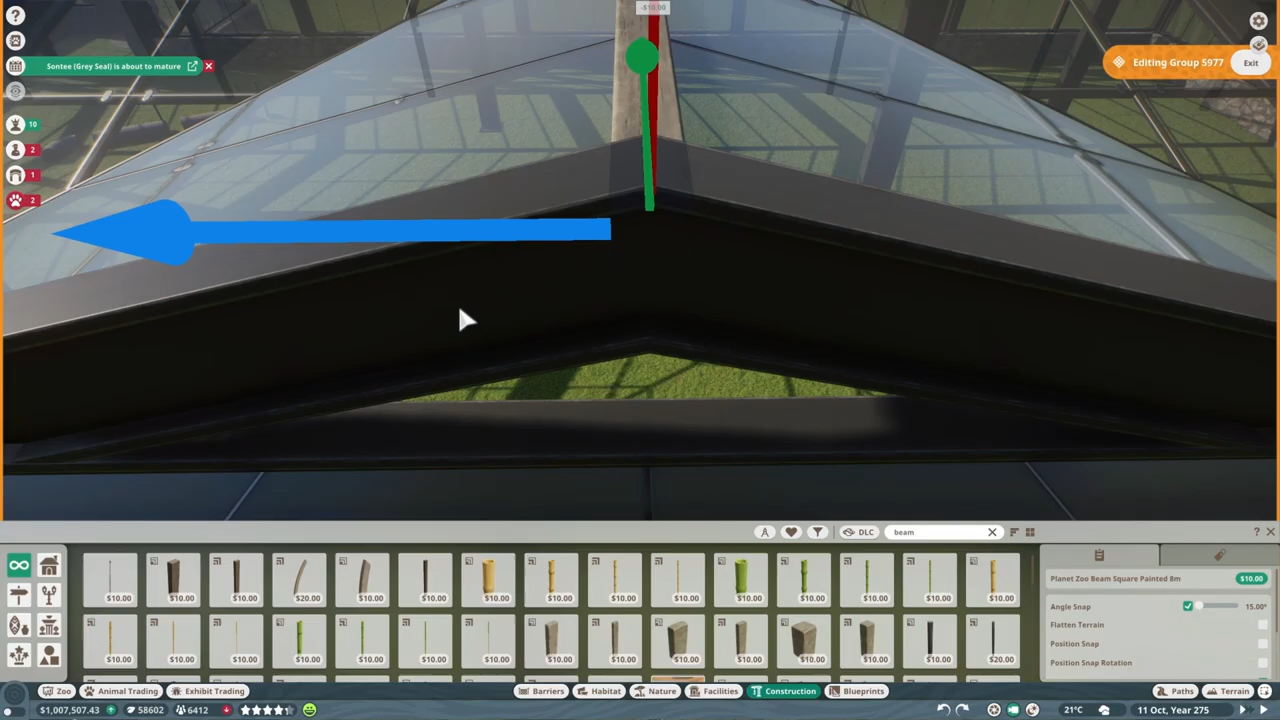 -$10.00
Sontee (Grey Seal) is about to mature
Editing Group 5977
Exit
10
2
1
2
DLC
beam
$10.00 $10.00 $10.00 $20.00 $10.00 $10.00 $10.00 $10.00 $10.00 $10.00 $10.00 $10.00 $10.00 $10.00 $10.00
$10.00 $10.00 $10.00 $10.00 $10.00 $10.00 $10.00 $10.00 $10.00 $10.00 $10.00 $10.00 $10.00 $10.00 $20.00
Planet Zoo Beam Square Painted 8m $10.00
Angle Snap 15.00°
Flatten Terrain
Position Snap
Position Snap Rotation
Zoo Animal Trading Exhibit Trading Barriers Habitat Nature Facilities Construction Blueprints Paths Terrain
$1,007,507.43 58602 6412 21°C 11 Oct, Year 275